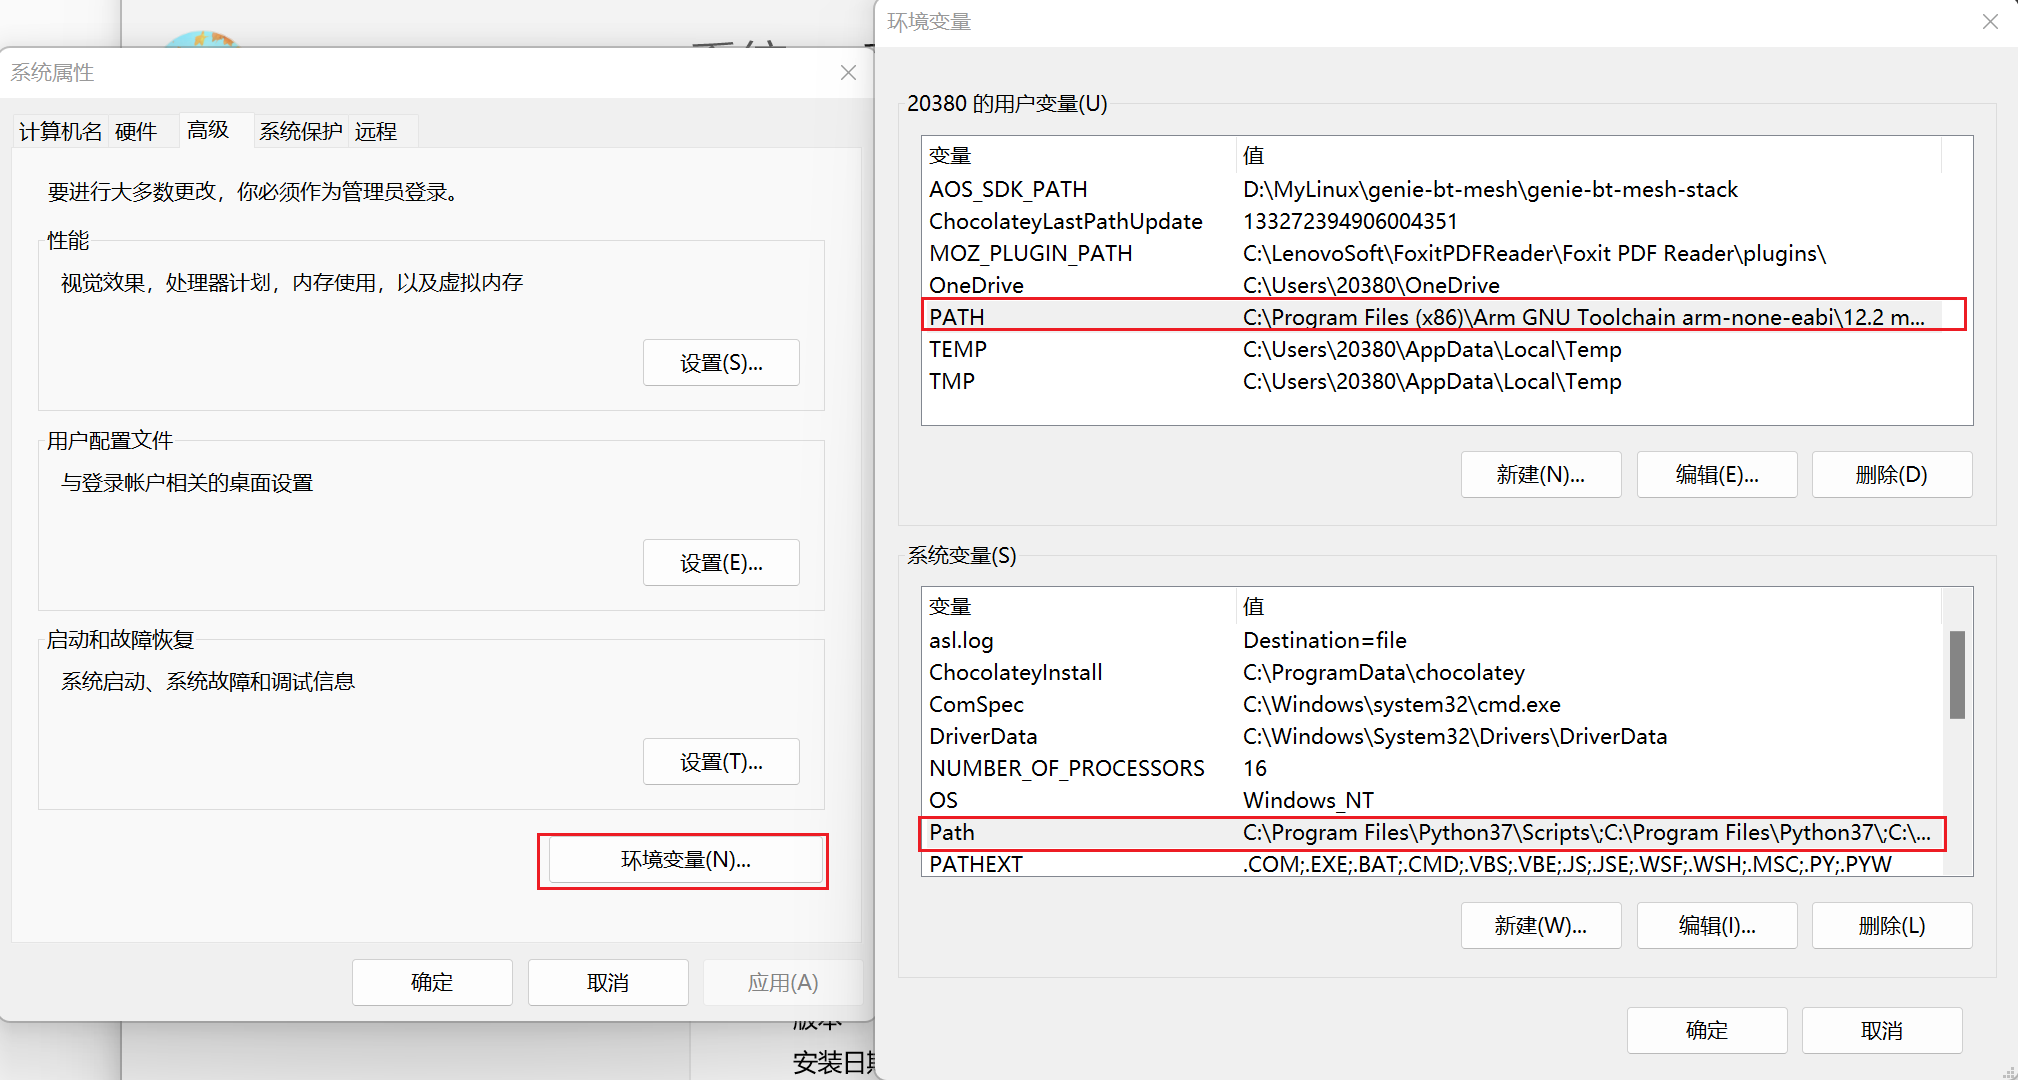 系统属性
计算机名
硬件
高级
系统保护
远程
要进行大多数更改，你必须作为管理员登录。
性能
视觉效果，处理器计划，内存使用，以及虚拟内存
设置(S)...
用户配置文件
与登录帐户相关的桌面设置
设置(E)...
启动和故障恢复
系统启动、系统故障和调试信息
设置(T)...
环境变量(N)...
确定
取消
应用(A)
版本
安装日期
环境变量
20380 的用户变量(U)
变量 值
AOS_SDK_PATH D:\MyLinux\genie-bt-mesh\genie-bt-mesh-stack
ChocolateyLastPathUpdate 133272394906004351
MOZ_PLUGIN_PATH C:\LenovoSoft\FoxitPDFReader\Foxit PDF Reader\plugins\
OneDrive C:\Users\20380\OneDrive
PATH C:\Program Files (x86)\Arm GNU Toolchain arm-none-eabi\12.2 m...
TEMP C:\Users\20380\AppData\Local\Temp
TMP C:\Users\20380\AppData\Local\Temp
新建(N)...
编辑(E)...
删除(D)
系统变量(S)
变量 值
asl.log Destination=file
ChocolateyInstall C:\ProgramData\chocolatey
ComSpec C:\Windows\system32\cmd.exe
DriverData C:\Windows\System32\Drivers\DriverData
NUMBER_OF_PROCESSORS 16
OS Windows_NT
Path C:\Program Files\Python37\Scripts\;C:\Program Files\Python37\;C:\...
PATHEXT .COM;.EXE;.BAT;.CMD;.VBS;.VBE;.JS;.JSE;.WSF;.WSH;.MSC;.PY;.PYW
新建(W)...
编辑(I)...
删除(L)
确定
取消